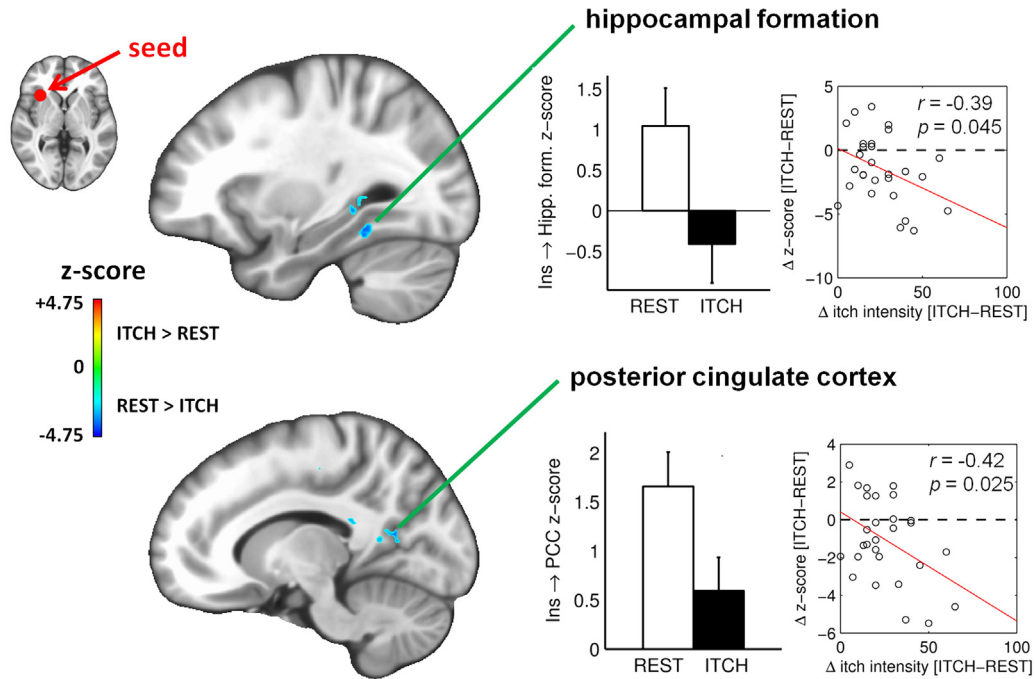 hippocampal formation
seed
Ins → Hipp. form. z-score
1.5
1
0.5
0
−0.5
REST
ITCH
Δ z-score [ITCH−REST]
5
0
−5
−10
r = -0.39
p = 0.045
0
50
100
Δ itch intensity [ITCH−REST]
z-score
+4.75
ITCH > REST
0
REST > ITCH
-4.75
posterior cingulate cortex
Ins → PCC z-score
2
1.5
1
0.5
0
REST
ITCH
Δ z-score [ITCH−REST]
4
2
0
−2
−4
−6
r = -0.42
p = 0.025
0
50
100
Δ itch intensity [ITCH−REST]